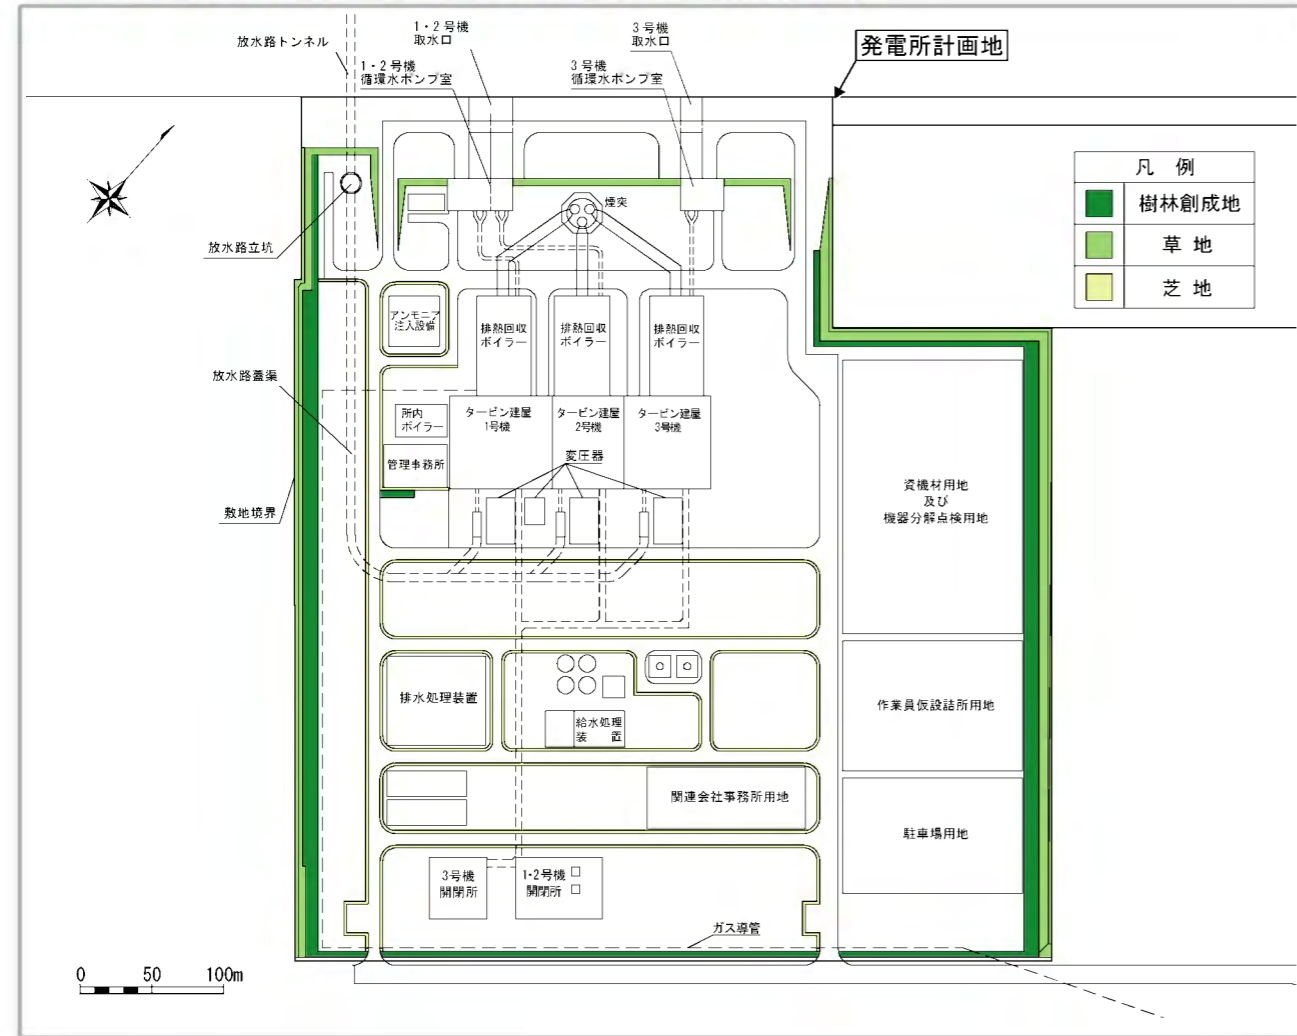 放水路トンネル
1・2号機
取水口
3号機
取水口
発電所計画地
1・2号機
循環水ポンプ室
3号機
循環水ポンプ室
凡 例
樹林創成地
草 地
芝 地
煙突
放水路立坑
アンモニア
注入設備
排熱回収
ボイラー
排熱回収
ボイラー
排熱回収
ボイラー
放水路蓋渠
所内
ボイラー
タービン建屋
1号機
タービン建屋
2号機
タービン建屋
3号機
管理事務所
変圧器
敷地境界
資機材用地
及び
機器分解点検用地
排水処理装置
給水処理
装 置
作業員仮設詰所用地
関連会社事務所用地
駐車場用地
3号機
開閉所
1・2号機
開閉所
ガス導管
0 50 100m